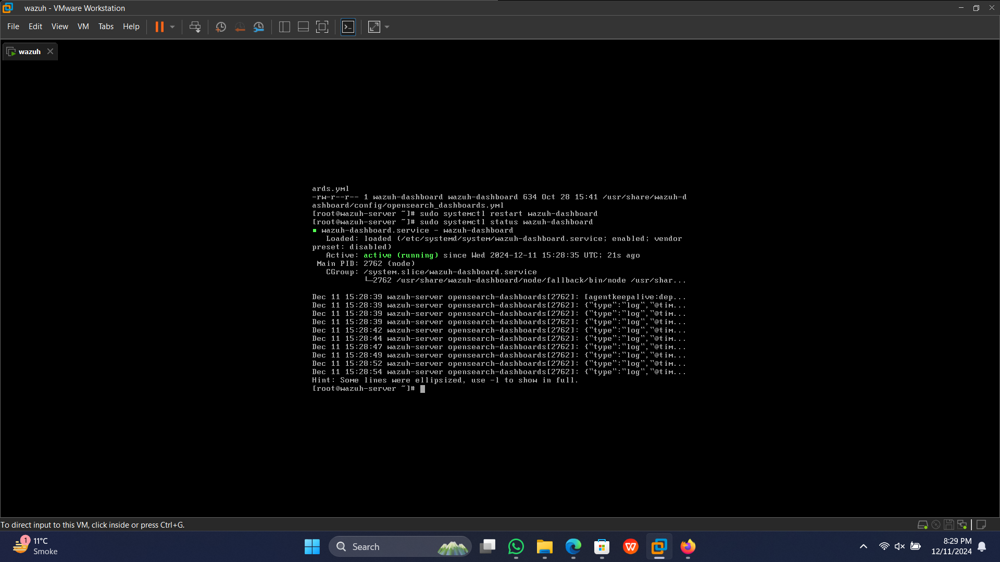 wazuh - VMware Workstation
File Edit View VM Tabs Help
wazuh
ards.yml
-rw-r--r-- 1 wazuh-dashboard wazuh-dashboard 634 Oct 28 15:41 /usr/share/wazuh-d
ashboard/config/opensearch_dashboards.yml
[root@wazuh-server ~]# sudo systemctl restart wazuh-dashboard
[root@wazuh-server ~]# sudo systemctl status wazuh-dashboard
■ wazuh-dashboard.service - wazuh-dashboard
   Loaded: loaded (/etc/systemd/system/wazuh-dashboard.service; enabled; vendor
preset: disabled)
   Active: active (running) since Wed 2024-12-11 15:28:35 UTC; 21s ago
 Main PID: 2762 (node)
   CGroup: /system.slice/wazuh-dashboard.service
           └─2762 /usr/share/wazuh-dashboard/node/fallback/bin/node /usr/shar...
Dec 11 15:28:39 wazuh-server opensearch-dashboards[2762]: [agentkeepalive:dep...
Dec 11 15:28:39 wazuh-server opensearch-dashboards[2762]: {"type":"log","@tim...
Dec 11 15:28:39 wazuh-server opensearch-dashboards[2762]: {"type":"log","@tim...
Dec 11 15:28:39 wazuh-server opensearch-dashboards[2762]: {"type":"log","@tim...
Dec 11 15:28:42 wazuh-server opensearch-dashboards[2762]: {"type":"log","@tim...
Dec 11 15:28:44 wazuh-server opensearch-dashboards[2762]: {"type":"log","@tim...
Dec 11 15:28:47 wazuh-server opensearch-dashboards[2762]: {"type":"log","@tim...
Dec 11 15:28:49 wazuh-server opensearch-dashboards[2762]: {"type":"log","@tim...
Dec 11 15:28:52 wazuh-server opensearch-dashboards[2762]: {"type":"log","@tim...
Dec 11 15:28:54 wazuh-server opensearch-dashboards[2762]: {"type":"log","@tim...
Hint: Some lines were ellipsized, use -l to show in full.
[root@wazuh-server ~]#
To direct input to this VM, click inside or press Ctrl+G.
1
11°C
Smoke
Search
W
8:29 PM
12/11/2024